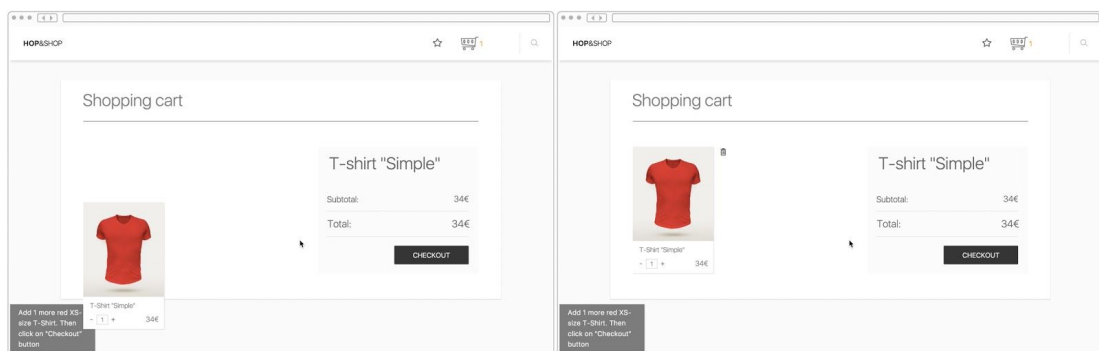 HOP&SHOP
1
Shopping cart
T-shirt "Simple"
Subtotal: 34€
Total: 34€
CHECKOUT
T-Shirt "Simple"
- 1 + 34€
Add 1 more red XS-
size T-Shirt. Then
click on "Checkout"
button
HOP&SHOP
1
Shopping cart
T-shirt "Simple"
Subtotal: 34€
Total: 34€
CHECKOUT
T-Shirt "Simple"
- 1 + 34€
Add 1 more red XS-
size T-Shirt. Then
click on "Checkout"
button